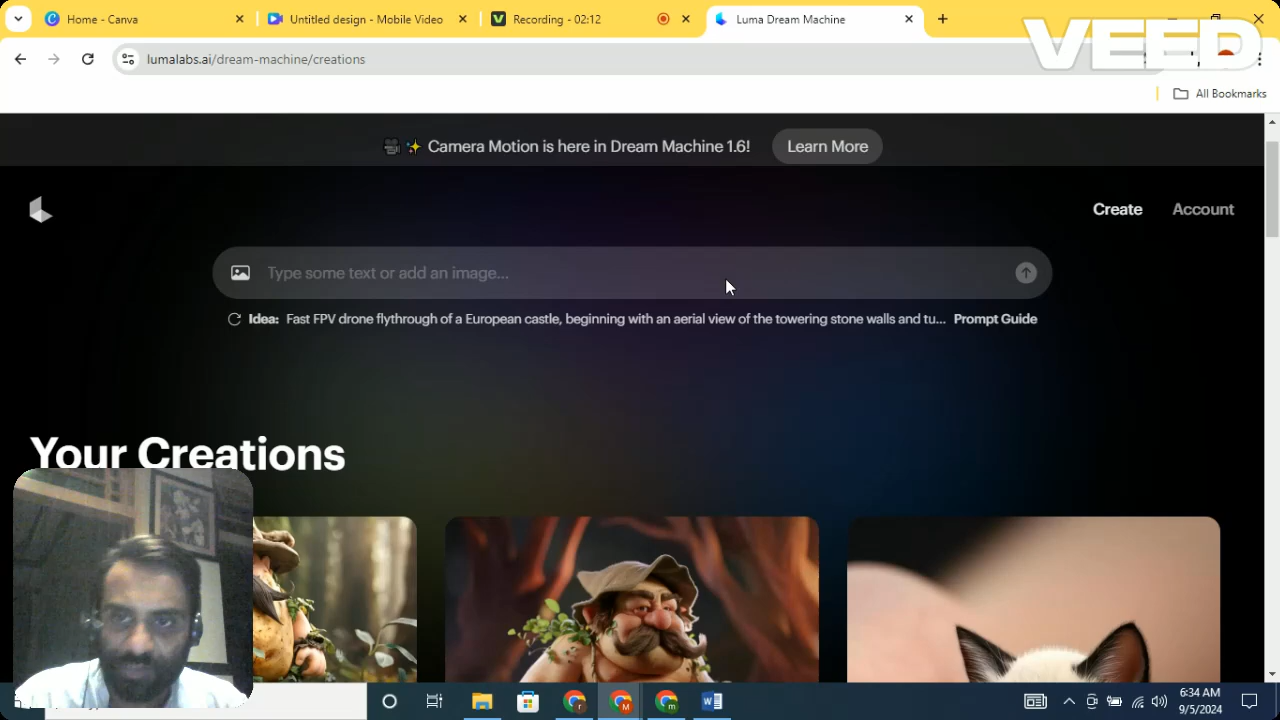 Home - Canva
Untitled design - Mobile Video
Recording - 02:12
Luma Dream Machine
VEED
lumalabs.ai/dream-machine/creations
All Bookmarks
Camera Motion is here in Dream Machine 1.6!
Learn More
Create
Account
Type some text or add an image...
Idea: Fast FPV drone flythrough of a European castle, beginning with an aerial view of the towering stone walls and tu...
Prompt Guide
Your Creations
6:34 AM
9/5/2024